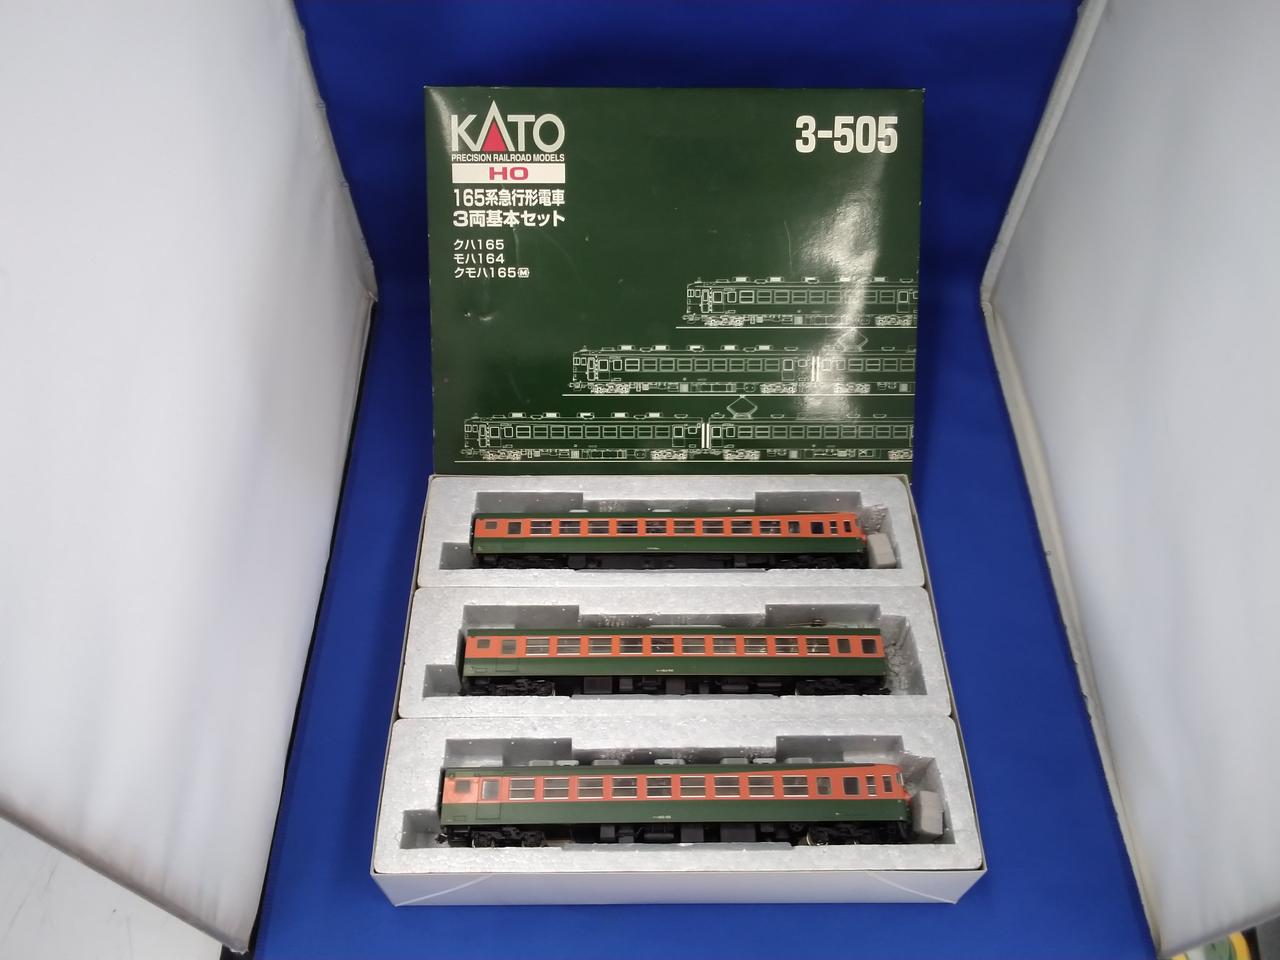 KATO
PRECISION RAILROAD MODELS
HO
165系急行形電車
3両基本セット
クハ165
モハ164
クモハ165Ⓜ
3-505